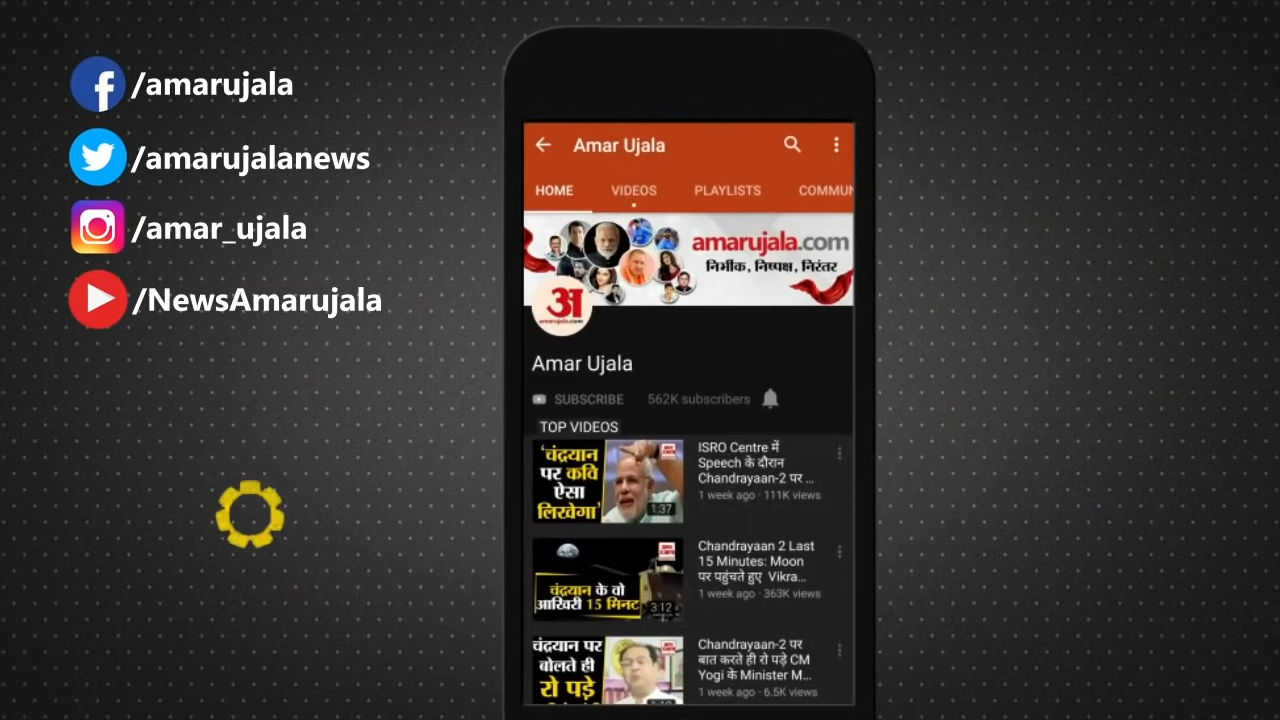 /amarujala
/amarujalanews
/amar_ujala
/NewsAmarujala
Amar Ujala
HOME VIDEOS PLAYLISTS COMMUN
amarujala.com
निर्भीक, निष्पक्ष, निरंतर
अ
amarujala.com
Amar Ujala
SUBSCRIBE 562K subscribers
TOP VIDEOS
'चंद्रयान
पर कवि
ऐसा
लिखेगा'
1:37
ISRO Centre में
Speech के दौरान
Chandrayaan-2 पर ...
1 week ago · 111K views
चंद्रयान के वो
आखिरी 15 मिनट
3:12
Chandrayaan 2 Last
15 Minutes: Moon
पर पहुंचते हुए Vikra...
1 week ago · 363K views
चंद्रयान पर
बोलते ही
रो पड़े
Chandrayaan-2 पर
बात करते ही रो पड़े CM
Yogi के Minister M...
1 week ago · 6.5K views